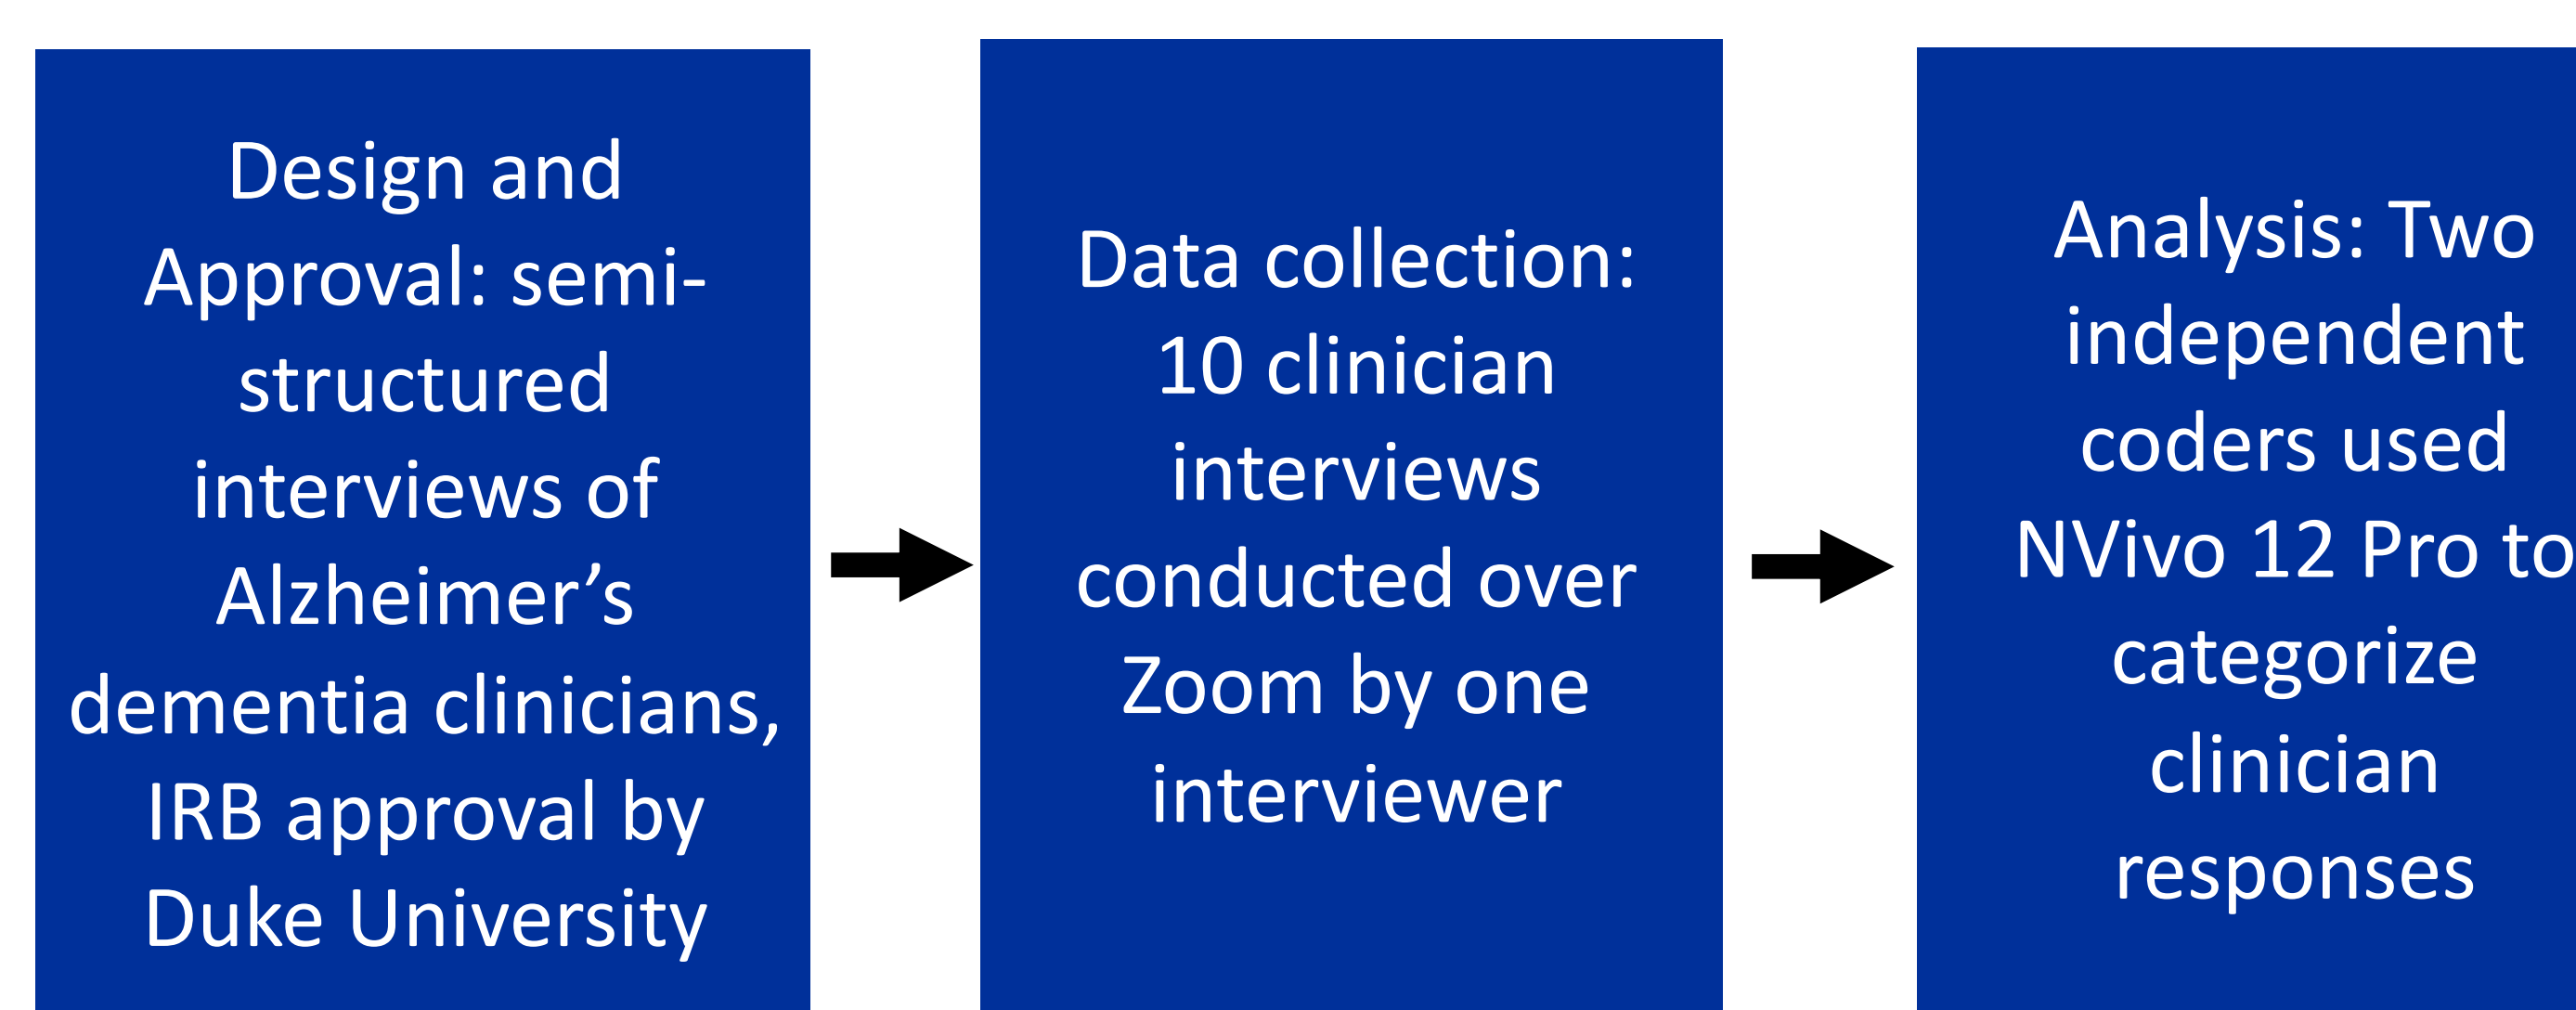 Design and
Approval: semi-
structured
interviews of
Alzheimer’s
dementia clinicians,
IRB approval by
Duke University
Data collection:
10 clinician
interviews
conducted over
Zoom by one
interviewer
Analysis: Two
independent
coders used
NVivo 12 Pro to
categorize
clinician
responses